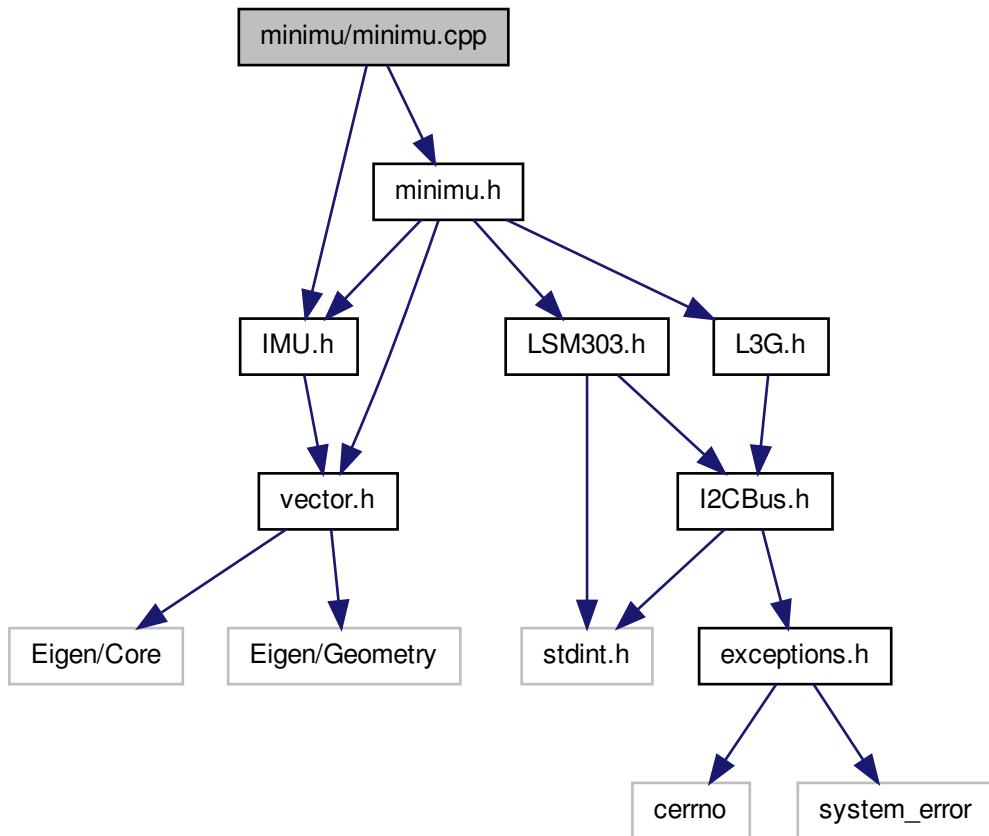 minimu/minimu.cpp
minimu.h
IMU.h
LSM303.h
L3G.h
vector.h
I2CBus.h
Eigen/Core
Eigen/Geometry
stdint.h
exceptions.h
cerrno
system_error